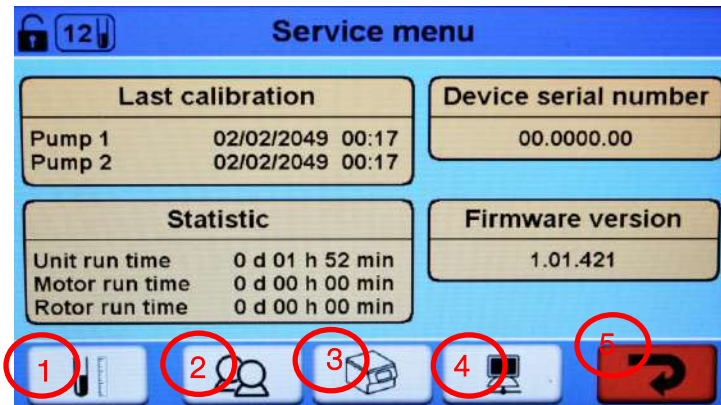 12
Service menu
Last calibration
Pump 1 02/02/2049 00:17
Pump 2 02/02/2049 00:17
Device serial number
00.0000.00
Statistic
Unit run time 0 d 01 h 52 min
Motor run time 0 d 00 h 00 min
Rotor run time 0 d 00 h 00 min
Firmware version
1.01.421
1
2
3
4
5